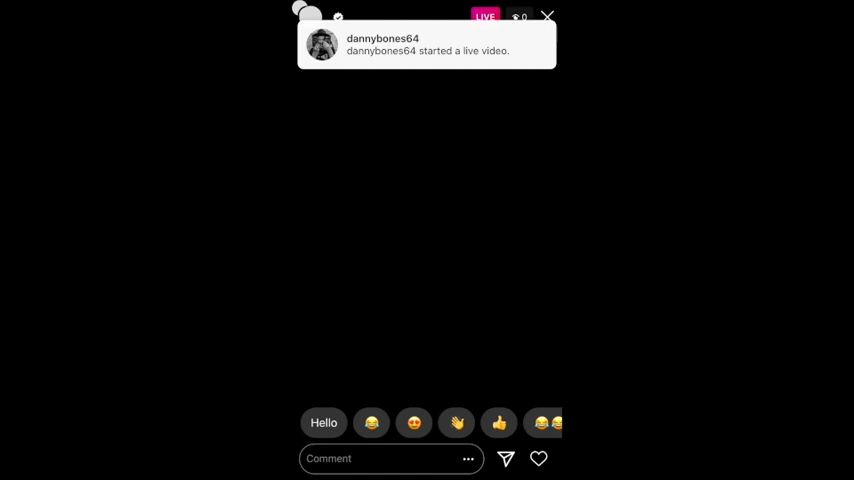 LIVE
0
dannybones64
dannybones64 started a live video.
Hello
Comment